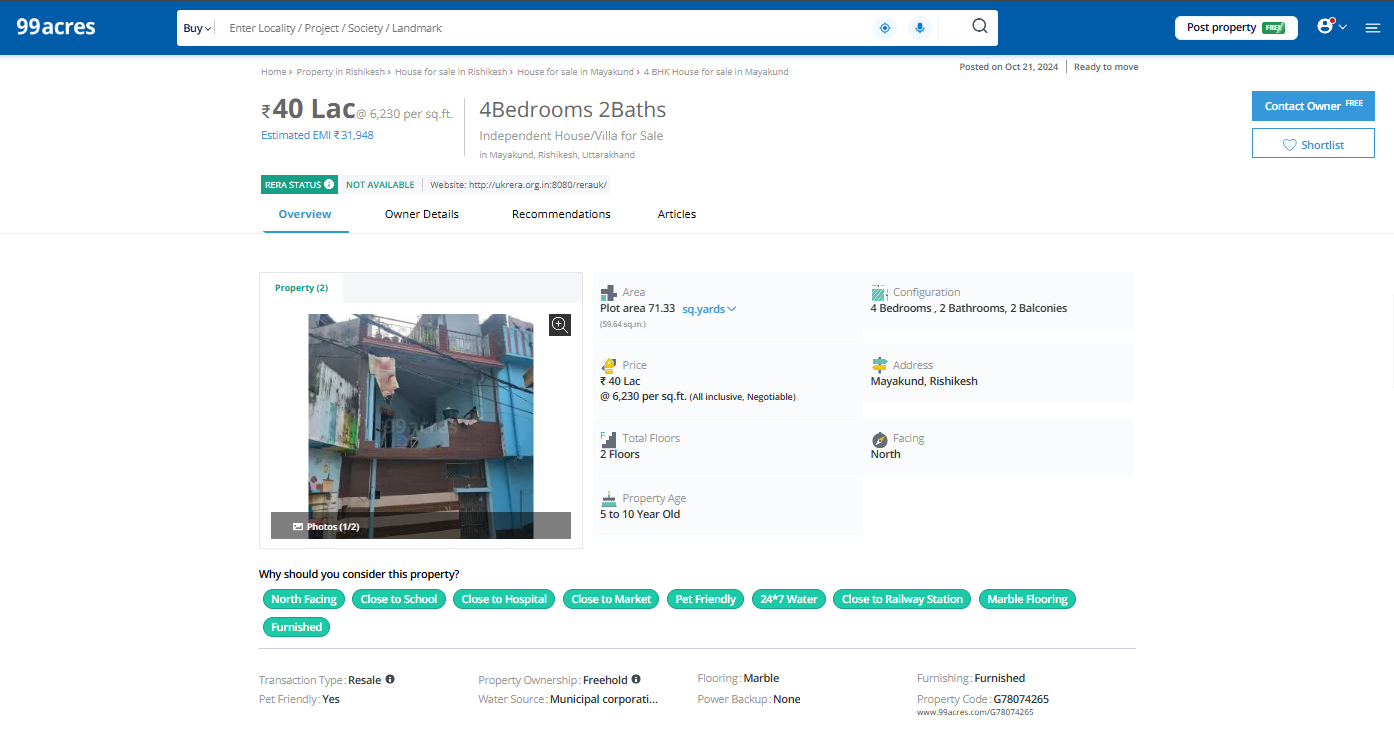 99acres
Buy
Enter Locality / Project / Society / Landmark
Post property FREE
Home › Property in Rishikesh › House for sale in Rishikesh › House for sale in Mayakund › 4 BHK House for sale in Mayakund
Posted on Oct 21, 2024 | Ready to move
₹40 Lac @ 6,230 per sq.ft.
Estimated EMI ₹31,948
4Bedrooms 2Baths
Independent House/Villa for Sale
in Mayakund, Rishikesh, Uttarakhand
Contact Owner FREE
Shortlist
RERA STATUS NOT AVAILABLE Website: http://ukrera.org.in:8080/rerauk/
Overview Owner Details Recommendations Articles
Property (2)
99acres
Photos (1/2)
Area
Plot area 71.33 sq.yards
(59.64 sq.m.)
Configuration
4 Bedrooms , 2 Bathrooms, 2 Balconies
Price
₹ 40 Lac
@ 6,230 per sq.ft. (All inclusive, Negotiable)
Address
Mayakund, Rishikesh
Total Floors
2 Floors
Facing
North
Property Age
5 to 10 Year Old
Why should you consider this property?
North Facing Close to School Close to Hospital Close to Market Pet Friendly 24*7 Water Close to Railway Station Marble Flooring
Furnished
Transaction Type : Resale Property Ownership : Freehold Flooring : Marble Furnishing : Furnished
Pet Friendly : Yes Water Source : Municipal corporati... Power Backup : None Property Code : G78074265
www.99acres.com/G78074265